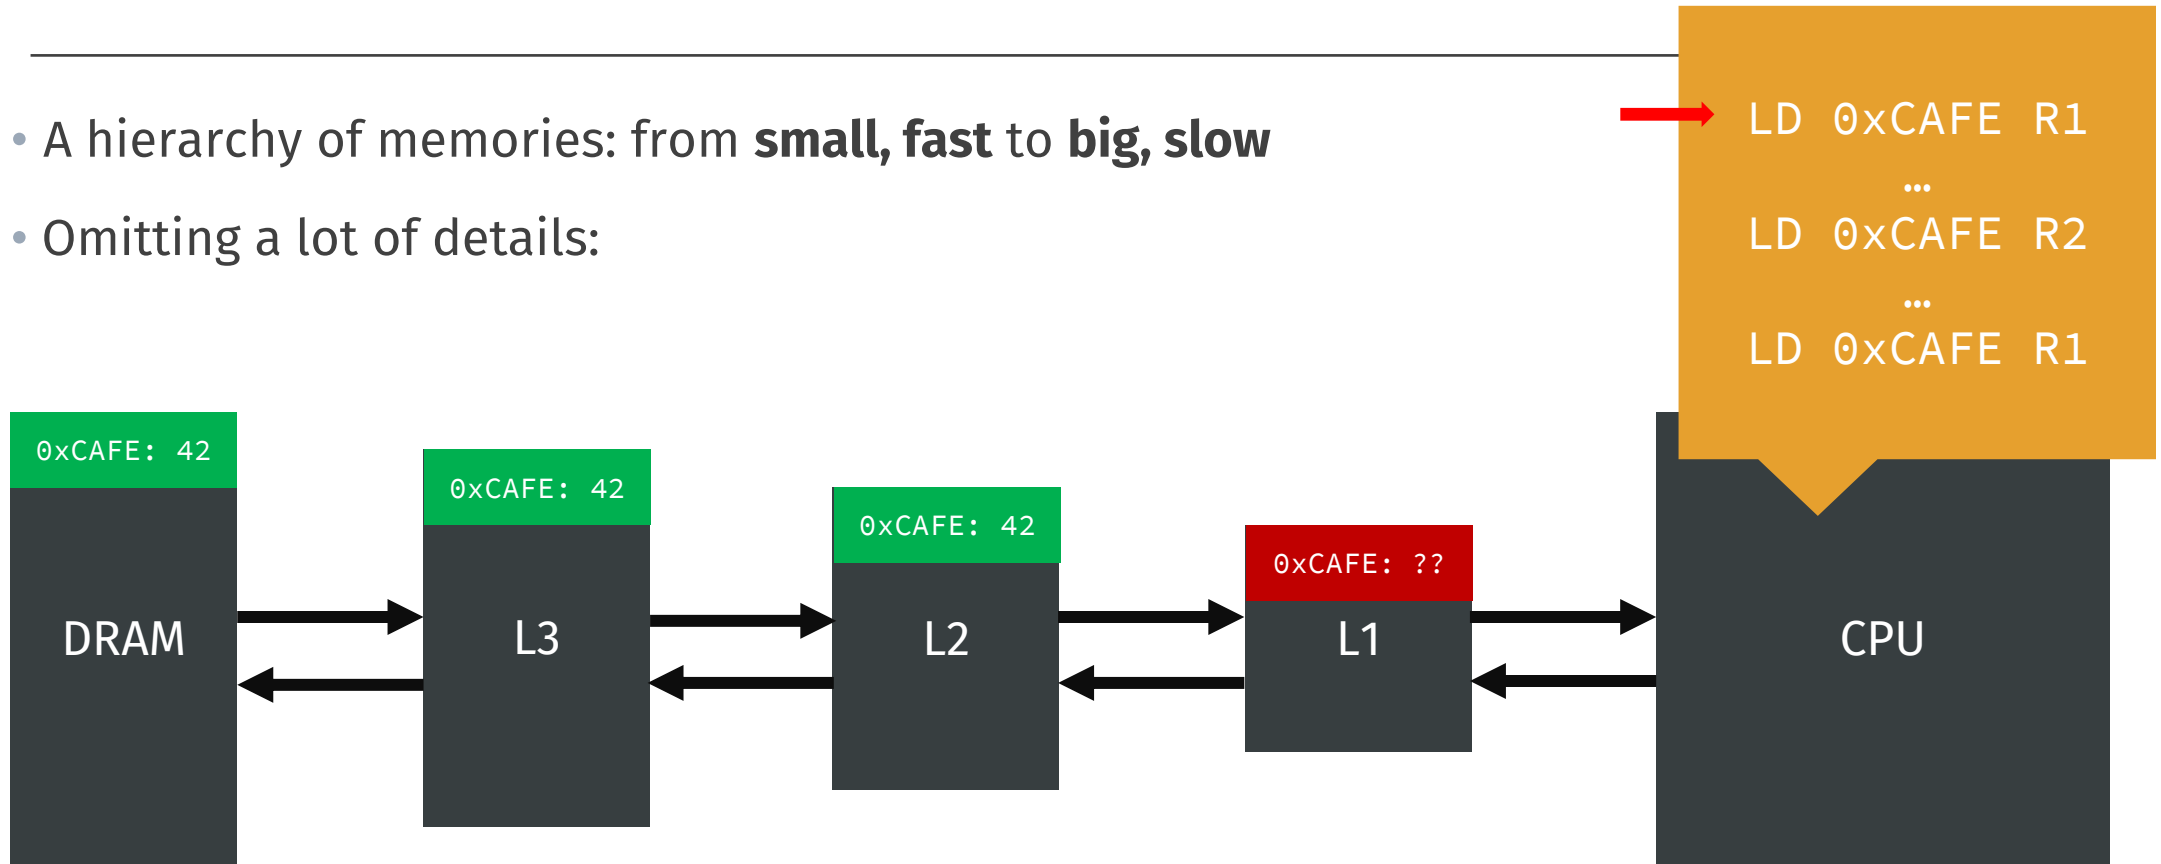 • A hierarchy of memories: from small, fast to big, slow
• Omitting a lot of details:
LD 0xCAFE R1
…
LD 0xCAFE R2
…
LD 0xCAFE R1
0xCAFE: 42
0xCAFE: 42
0xCAFE: 42
0xCAFE: ??
DRAM
L3
L2
L1
CPU